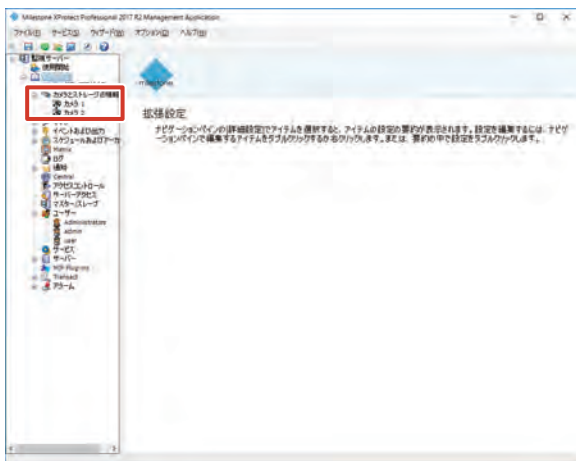 Milestone XProtect Professional 2017 R2 Management Application
ファイル(F) サービス(S) ヘルプ(H)
監視サーバー
使用開始
カメラとストレージの情報
カメラ 1
カメラ 2
イベントおよび出力
スケジュールおよびアーカ
Matrix
ログ
通知
Central
アクセスコントロール
サーバーアクセス
マスター/スレーブ
ユーザー
Administrators
admin
user
サービス
サーバー
MIP Plug-ins
Transact
アラーム
milestone
拡張設定
ナビゲーションペインの[詳細設定]でアイテムを選択すると、アイテムの設定の要約が表示されます。設定を編集するには、ナビゲ
ーションペインで編集するアイテムをダブルクリックするか右クリックします。または、要約の中で設定をダブルクリックします。